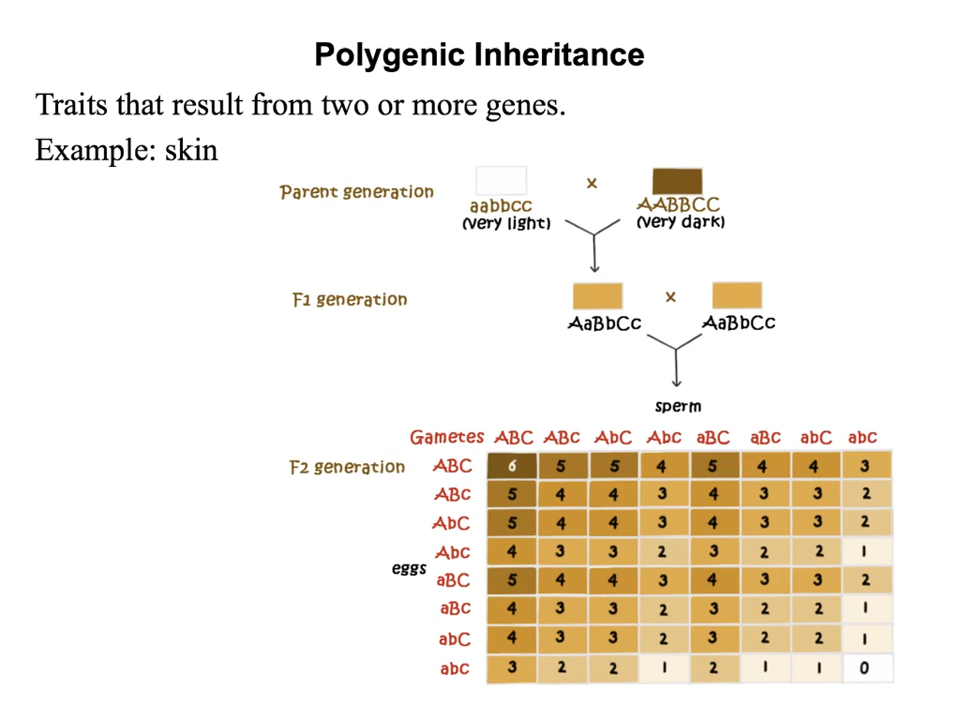 Polygenic Inheritance
Traits that result from two or more genes.
Example: skin
Parent generation x
aabbcc AABBCC
(very light) (very dark)
F1 generation x
AaBbCc AaBbCc
sperm
Gametes ABC ABc AbC Abc aBC aBc abC abc
F2 generation ABC 6 5 5 4 5 4 4 3
ABc 5 4 4 3 4 3 3 2
AbC 5 4 4 3 4 3 3 2
Abc 4 3 3 2 3 2 2 1
eggs aBC 5 4 4 3 4 3 3 2
aBc 4 3 3 2 3 2 2 1
abC 4 3 3 2 3 2 2 1
abc 3 2 2 1 2 1 1 0